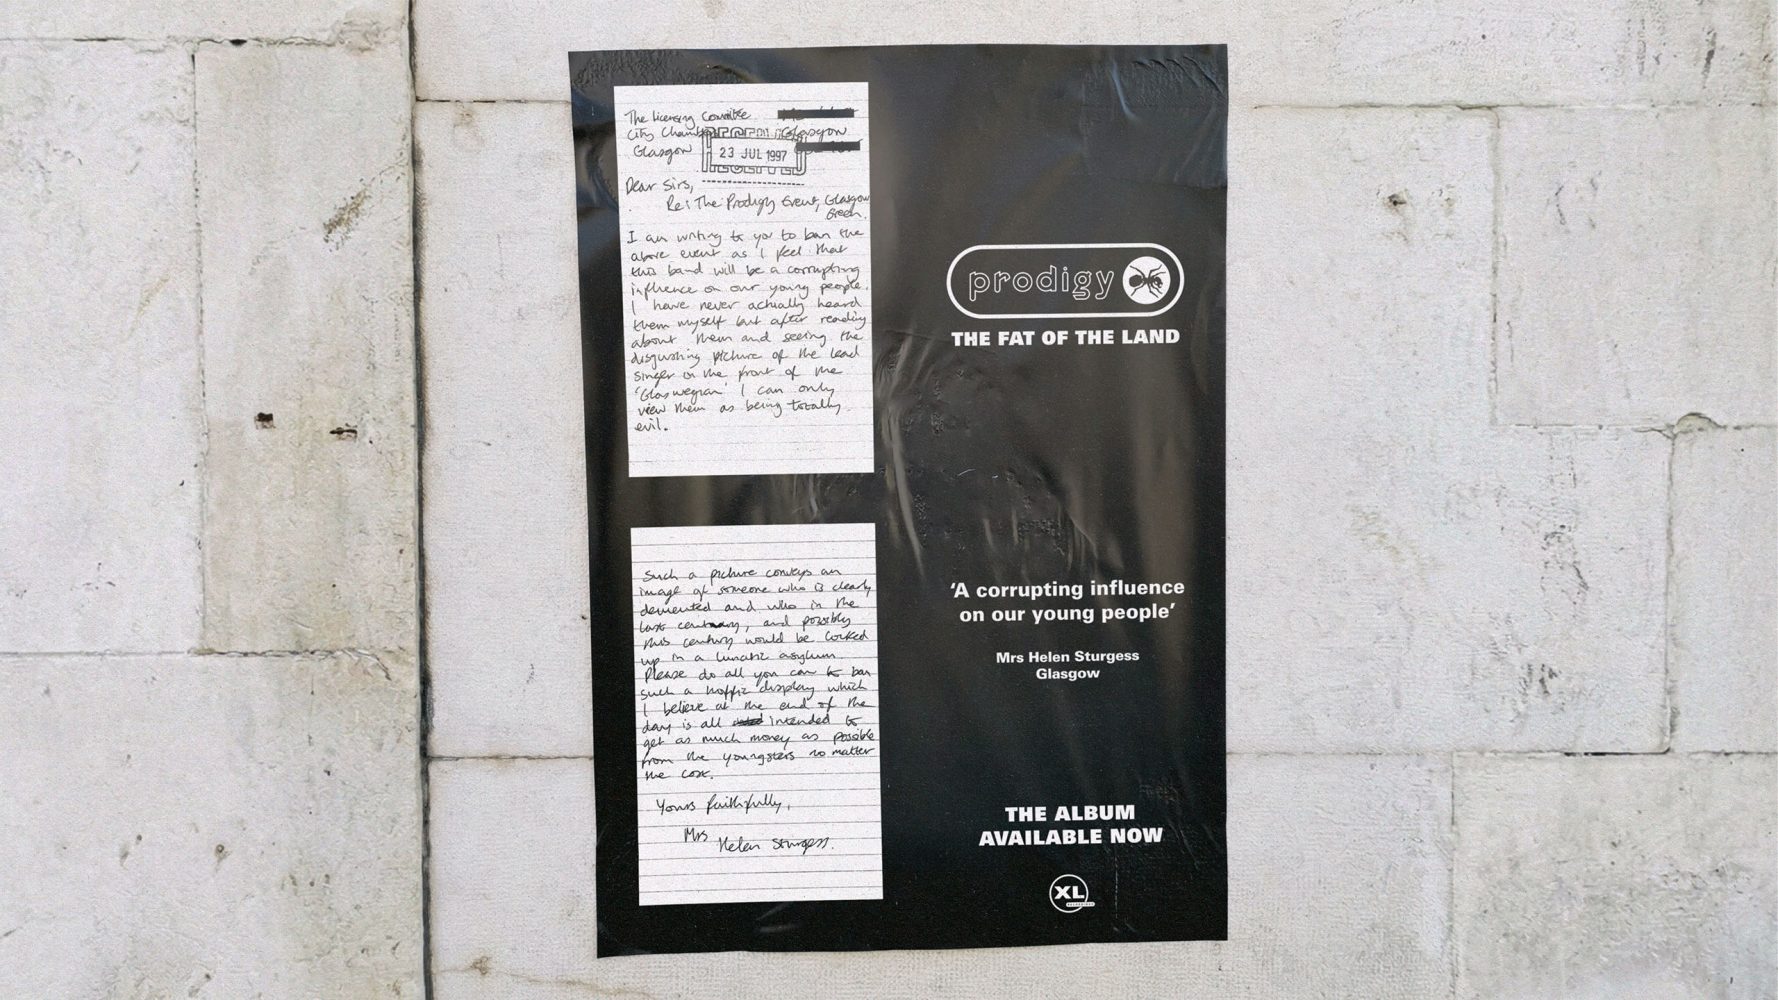 The Licensing Comittee
City Chambers
Glasgow
Glasgow
RECEIVED
23 JUL 1997
RECEIVED
Dear Sirs,
Re: The Prodigy Event, Glasgow
Green.
I am writing to you to ban the
above event as I feel that
this band will be a corrupting
influence on our young people.
I have never actually heard
them myself but after reading
about them and seeing the
disgusting picture of the lead
singer on the front of the
'Glaswegian' I can only
view them as being totally
evil.
Such a picture conveys an
image of someone who is clearly
demented and who in the
last century, and possibly
this century would be locked
up in a lunatic asylum.
Please do all you can to ban
such a horrific display which
I believe at the end of the
day is all intended to
get as much money as possible
from the youngsters no matter
the cost.
Yours faithfully,
Mrs
Helen Sturgess.
prodigy
THE FAT OF THE LAND
'A corrupting influence
on our young people'
Mrs Helen Sturgess
Glasgow
THE ALBUM
AVAILABLE NOW
XL
RECORDINGS